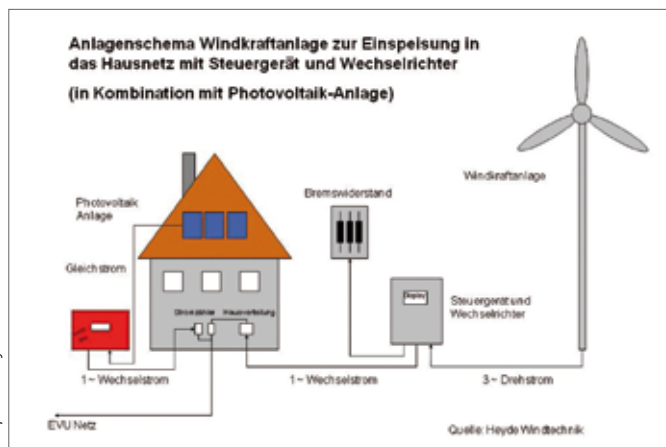 Anlagenschema Windkraftanlage zur Einspeisung in
das Hausnetz mit Steuergerät und Wechselrichter
(in Kombination mit Photovoltaik-Anlage)
Windkraftanlage
Bremswiderstand
Photovoltaik
Anlage
Gleichstrom
Stromzähler Hausverteilung
Display
Steuergerät und
Wechselrichter
1~ Wechselstrom
1~ Wechselstrom
3~ Drehstrom
EVU Netz
Quelle: Heyde Windtechnik